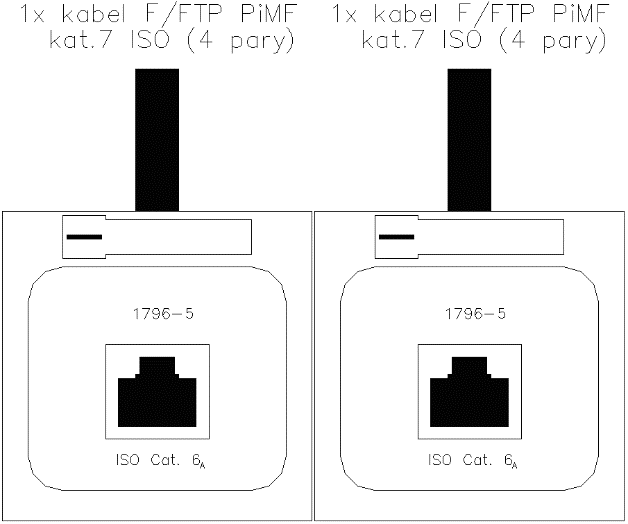 1x kabel F/FTP PiMF
kat.7 ISO (4 pary)
1796-5
ISO Cat. 6A
1x kabel F/FTP PiMF
kat.7 ISO (4 pary)
1796-5
ISO Cat. 6A